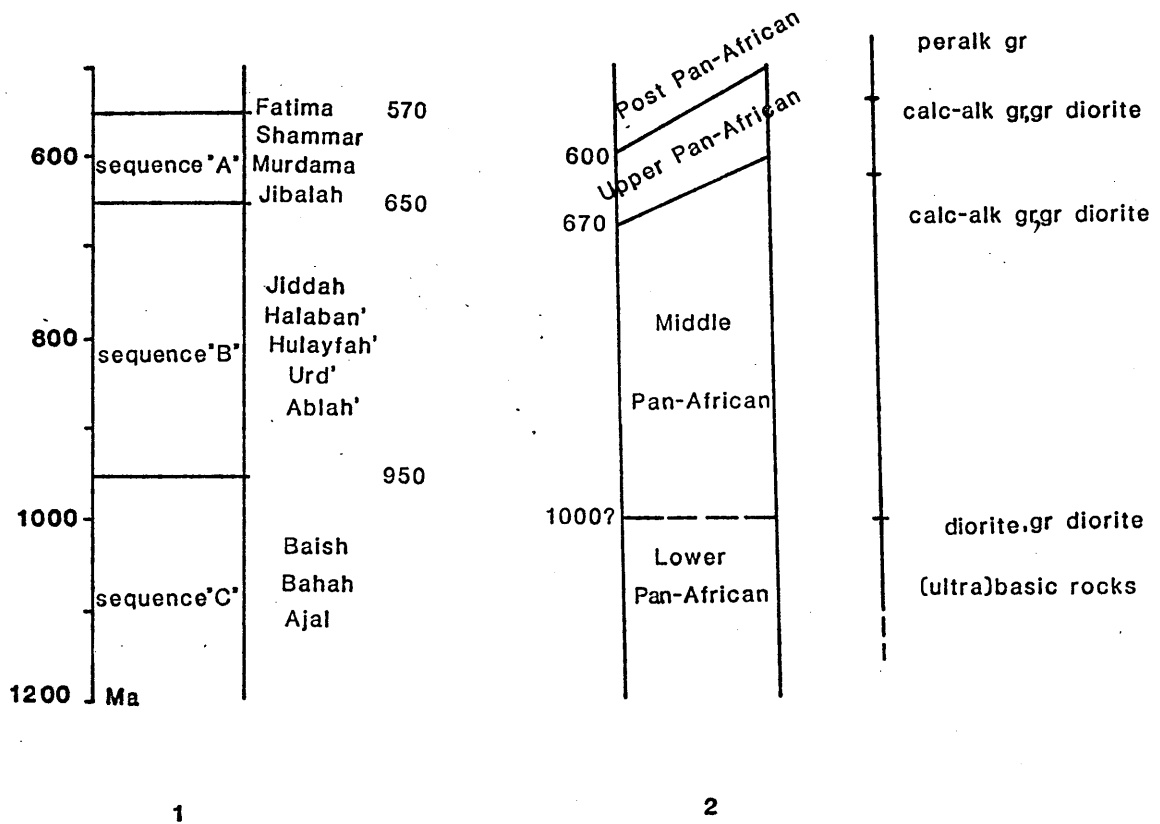 Fatima 570
Shammar
600 sequence"A" Murdama
Jibalah 650
Jiddah
Halaban'
800 sequence"B" Hulayfah'
Urd'
Ablah'
950
1000
Baish
Bahah
sequence"C"
Ajal
1200 Ma
1
Post Pan-African
600
Upper Pan-African
670
Middle
Pan-African
1000?
Lower
Pan-African
2
peralk gr
calc-alk gr,gr diorite
calc-alk gr,gr diorite
diorite,gr diorite
(ultra)basic rocks